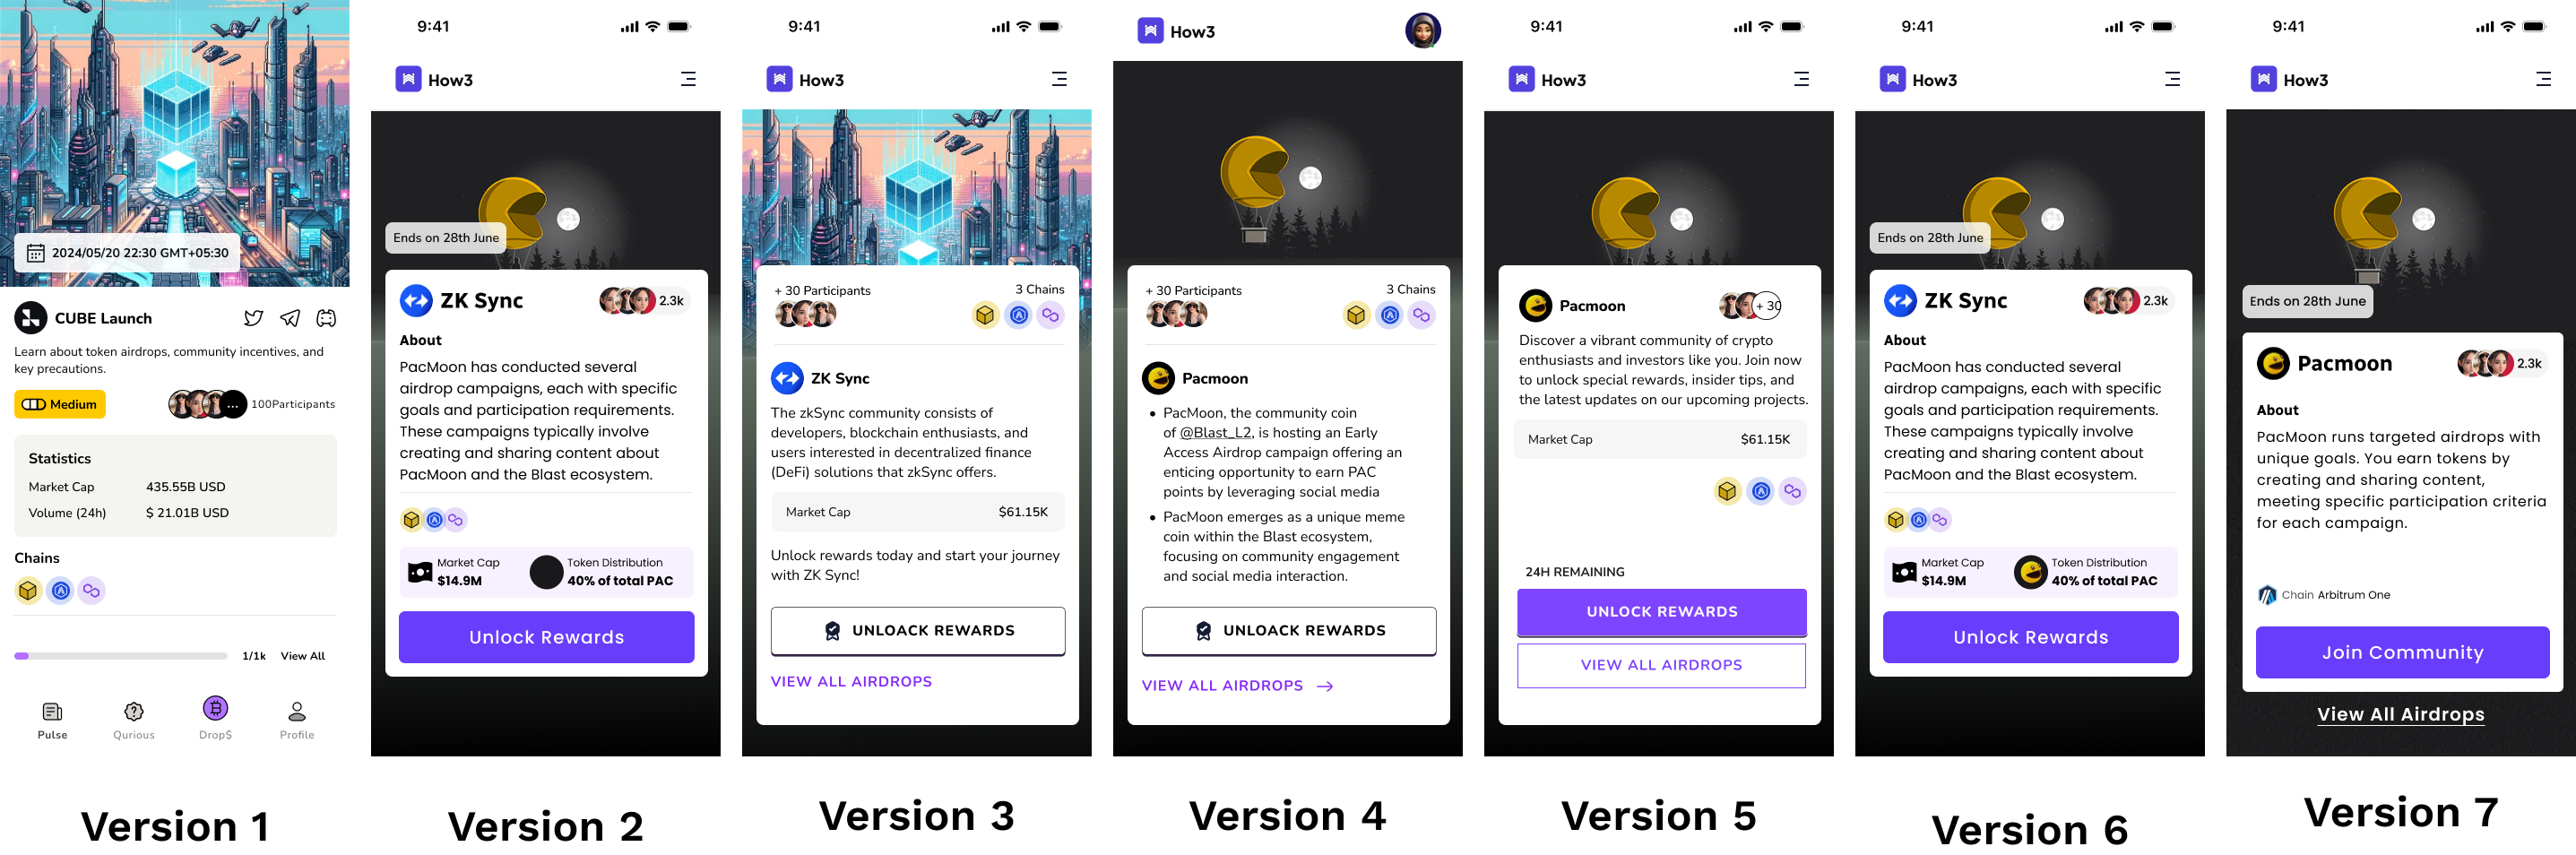 2024/05/20 22:30 GMT+05:30
CUBE Launch
Learn about token airdrops, community incentives, and
key precautions.
Medium
... 100Participants
Statistics
Market Cap 435.55B USD
Volume (24h) $ 21.01B USD
Chains
1/1k View All
Pulse Qurious Drop$ Profile
Version 1
9:41
How3
Ends on 28th June
ZK Sync 2.3k
About
PacMoon has conducted several
airdrop campaigns, each with specific
goals and participation requirements.
These campaigns typically involve
creating and sharing content about
PacMoon and the Blast ecosystem.
Market Cap Token Distribution
$14.9M 40% of total PAC
Unlock Rewards
Version 2
9:41
How3
+ 30 Participants 3 Chains
ZK Sync
The zkSync community consists of
developers, blockchain enthusiasts, and
users interested in decentralized finance
(DeFi) solutions that zkSync offers.
Market Cap $61.15K
Unlock rewards today and start your journey
with ZK Sync!
UNLOACK REWARDS
VIEW ALL AIRDROPS
Version 3
How3
+ 30 Participants 3 Chains
Pacmoon
• PacMoon, the community coin
of @Blast_L2, is hosting an Early
Access Airdrop campaign offering an
enticing opportunity to earn PAC
points by leveraging social media
• PacMoon emerges as a unique meme
coin within the Blast ecosystem,
focusing on community engagement
and social media interaction.
UNLOACK REWARDS
VIEW ALL AIRDROPS →
Version 4
9:41
How3
Pacmoon + 30
Discover a vibrant community of crypto
enthusiasts and investors like you. Join now
to unlock special rewards, insider tips, and
the latest updates on our upcoming projects.
Market Cap $61.15K
24H REMAINING
UNLOCK REWARDS
VIEW ALL AIRDROPS
Version 5
9:41
How3
Ends on 28th June
ZK Sync 2.3k
About
PacMoon has conducted several
airdrop campaigns, each with specific
goals and participation requirements.
These campaigns typically involve
creating and sharing content about
PacMoon and the Blast ecosystem.
Market Cap Token Distribution
$14.9M 40% of total PAC
Unlock Rewards
Version 6
9:41
How3
Ends on 28th June
Pacmoon 2.3k
About
PacMoon runs targeted airdrops with
unique goals. You earn tokens by
creating and sharing content,
meeting specific participation criteria
for each campaign.
Chain Arbitrum One
Join Community
View All Airdrops
Version 7